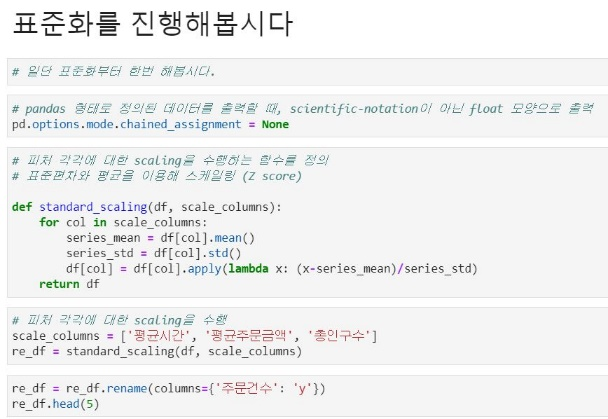 표준화를 진행해봅시다
# 일단 표준화부터 한번 해봅시다.
# pandas 형태로 정의된 데이터를 출력할 때, scientific-notation이 아닌 float 모양으로 출력
pd.options.mode.chained_assignment = None
# 피처 각각에 대한 scaling을 수행하는 함수를 정의
# 표준편차와 평균을 이용해 스케일링 (Z score)
def standard_scaling(df, scale_columns):
    for col in scale_columns:
        series_mean = df[col].mean()
        series_std = df[col].std()
        df[col] = df[col].apply(lambda x: (x-series_mean)/series_std)
    return df
# 피처 각각에 대한 scaling을 수행
scale_columns = ['평균시간', '평균주문금액', '총인구수']
re_df = standard_scaling(df, scale_columns)
re_df = re_df.rename(columns={'주문건수': 'y'})
re_df.head(5)